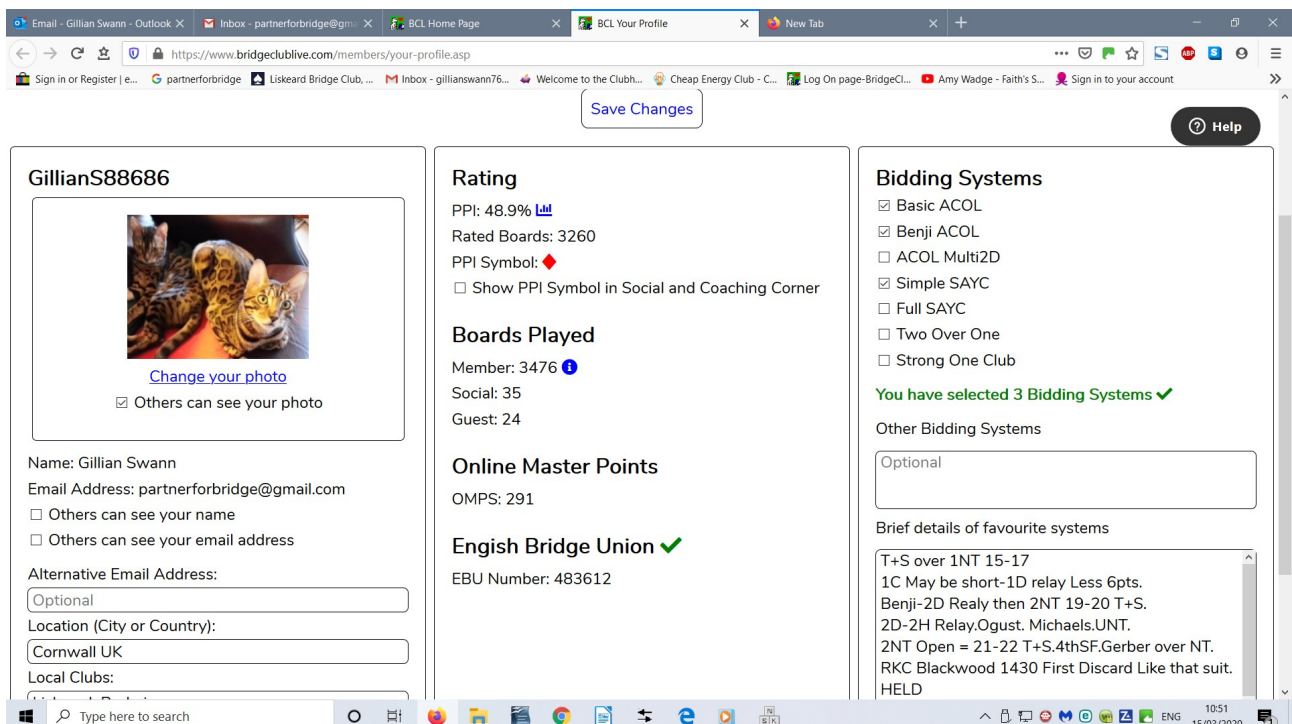 Email - Gillian Swann - Outlook
Inbox - partnerforbridge@gma
BCL Home Page
BCL Your Profile
New Tab
https://www.bridgeclublive.com/members/your-profile.asp
Sign in or Register | e...
partnerforbridge
Liskeard Bridge Club, ...
Inbox - gillianswann76...
Welcome to the Clubh...
Cheap Energy Club - C...
Log On page-BridgeCl...
Amy Wadge - Faith's S...
Sign in to your account
Save Changes
Help
GillianS88686
Change your photo
Others can see your photo
Name: Gillian Swann
Email Address: partnerforbridge@gmail.com
Others can see your name
Others can see your email address
Alternative Email Address:
Optional
Location (City or Country):
Cornwall UK
Local Clubs:
Rating
PPI: 48.9%
Rated Boards: 3260
PPI Symbol:
Show PPI Symbol in Social and Coaching Corner
Boards Played
Member: 3476
Social: 35
Guest: 24
Online Master Points
OMPS: 291
Engish Bridge Union
EBU Number: 483612
Bidding Systems
Basic ACOL
Benji ACOL
ACOL Multi2D
Simple SAYC
Full SAYC
Two Over One
Strong One Club
You have selected 3 Bidding Systems
Other Bidding Systems
Optional
Brief details of favourite systems
T+S over 1NT 15-17
1C May be short-1D relay Less 6pts.
Benji-2D Realy then 2NT 19-20 T+S.
2D-2H Relay.Ogust. Michaels.UNT.
2NT Open = 21-22 T+S.4thSF.Gerber over NT.
RKC Blackwood 1430 First Discard Like that suit.
HELD
Type here to search
ENG
10:51
15/03/2020